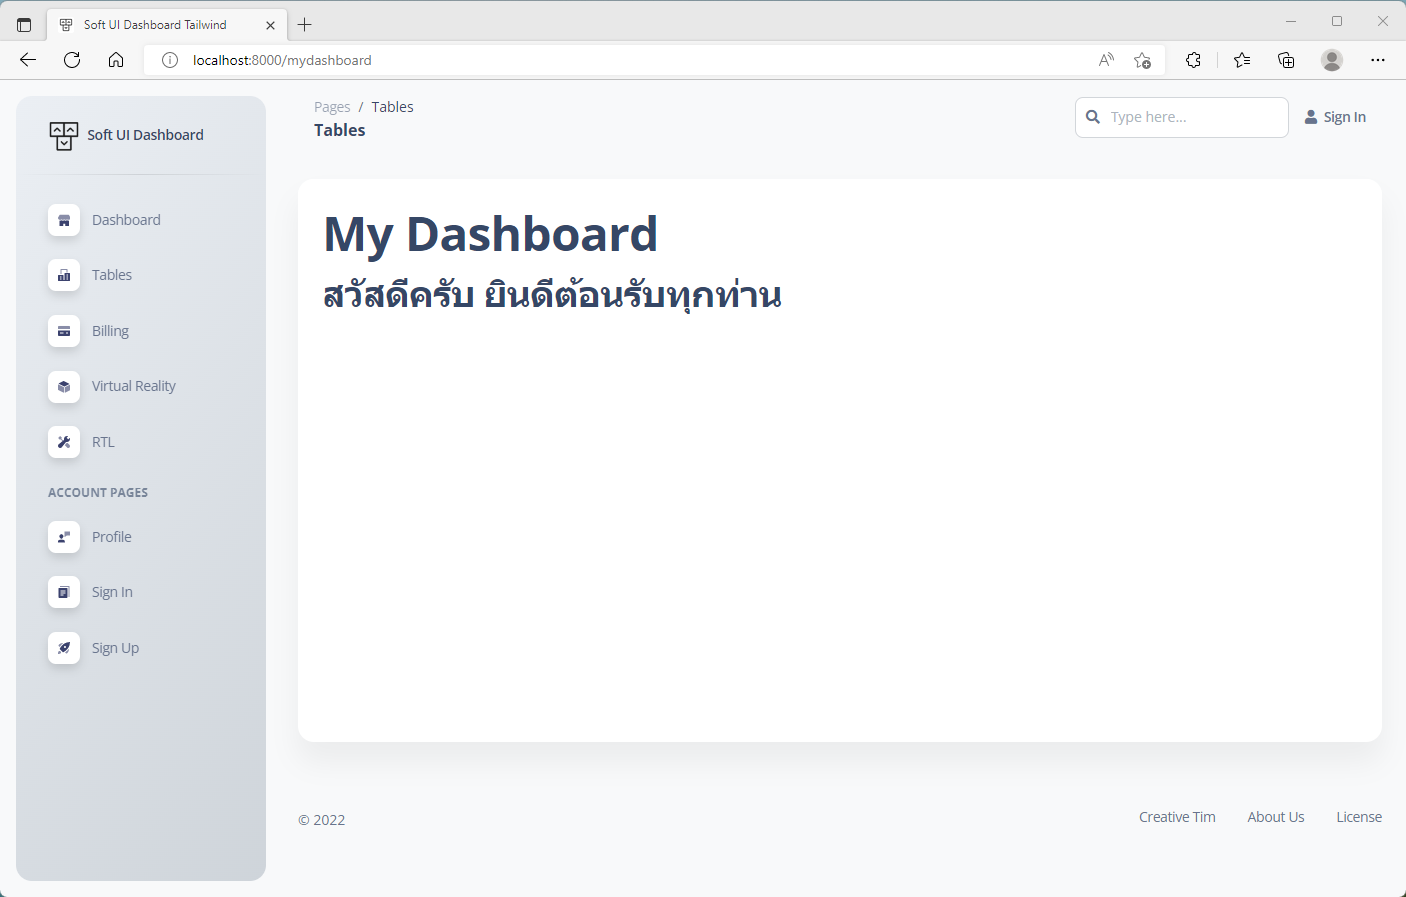 Soft UI Dashboard Tailwind
localhost:8000/mydashboard
Soft UI Dashboard
Dashboard
Tables
Billing
Virtual Reality
RTL
ACCOUNT PAGES
Profile
Sign In
Sign Up
Pages / Tables
Tables
Type here...
Sign In
My Dashboard
สวัสดีครับ ยินดีต้อนรับทุกท่าน
© 2022
Creative Tim
About Us
License